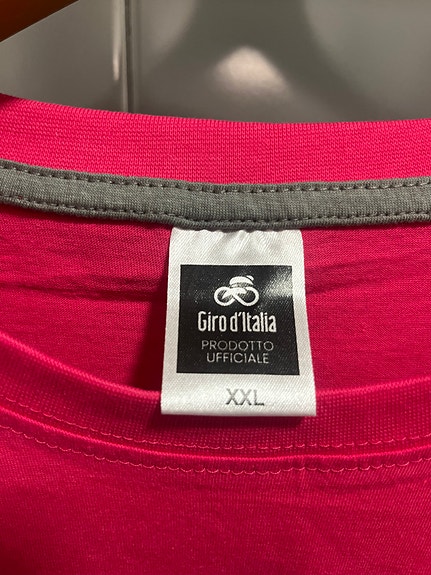 Giro d'Italia
PRODOTTO
UFFICIALE
XXL